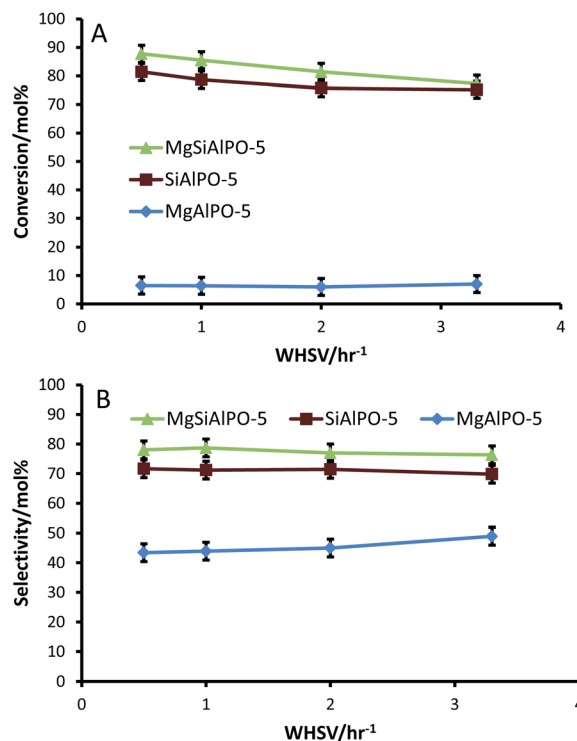 A
100
90
80
70
60
50
40
30
20
10
0
Conversion/mol%
MgSiAlPO-5
SiAlPO-5
MgAlPO-5
0 1 2 3 4
WHSV/hr⁻¹
B
100
90
80
70
60
50
40
30
20
10
0
Selectivity/mol%
MgSiAlPO-5 SiAlPO-5 MgAlPO-5
0 1 2 3 4
WHSV/hr⁻¹